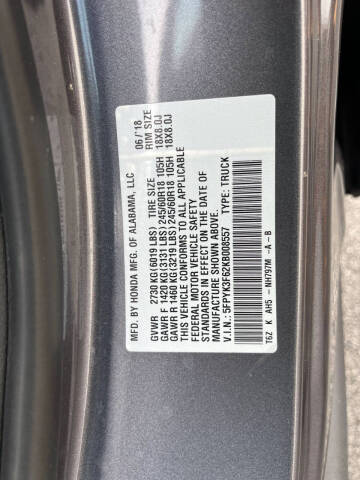 MFD. BY HONDA MFG. OF ALABAMA, LLC 06/'18
GVWR 2730 KG(6019 LBS) TIRE SIZE RIM SIZE
GAWR F 1420 KG(3131 LBS) 245/60R18 105H 18X8.0J
GAWR R 1460 KG(3219 LBS) 245/60R18 105H 18X8.0J
THIS VEHICLE CONFORMS TO ALL APPLICABLE
FEDERAL MOTOR VEHICLE SAFETY
STANDARDS IN EFFECT ON THE DATE OF
MANUFACTURE SHOWN ABOVE.
V.I.N.: 5FPYK3F62KB008557 TYPE: TRUCK
T6Z K AH5 - NH797M -A - B